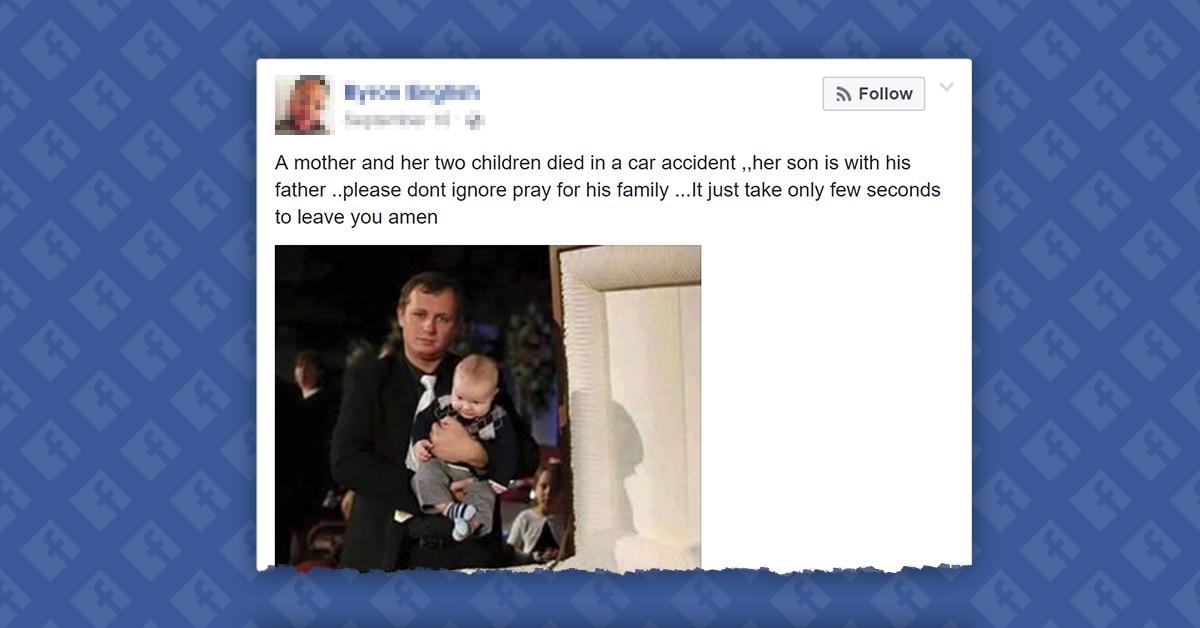 Follow
A mother and her two children died in a car accident ,,her son is with his
father ..please dont ignore pray for his family ...It just take only few seconds
to leave you amen